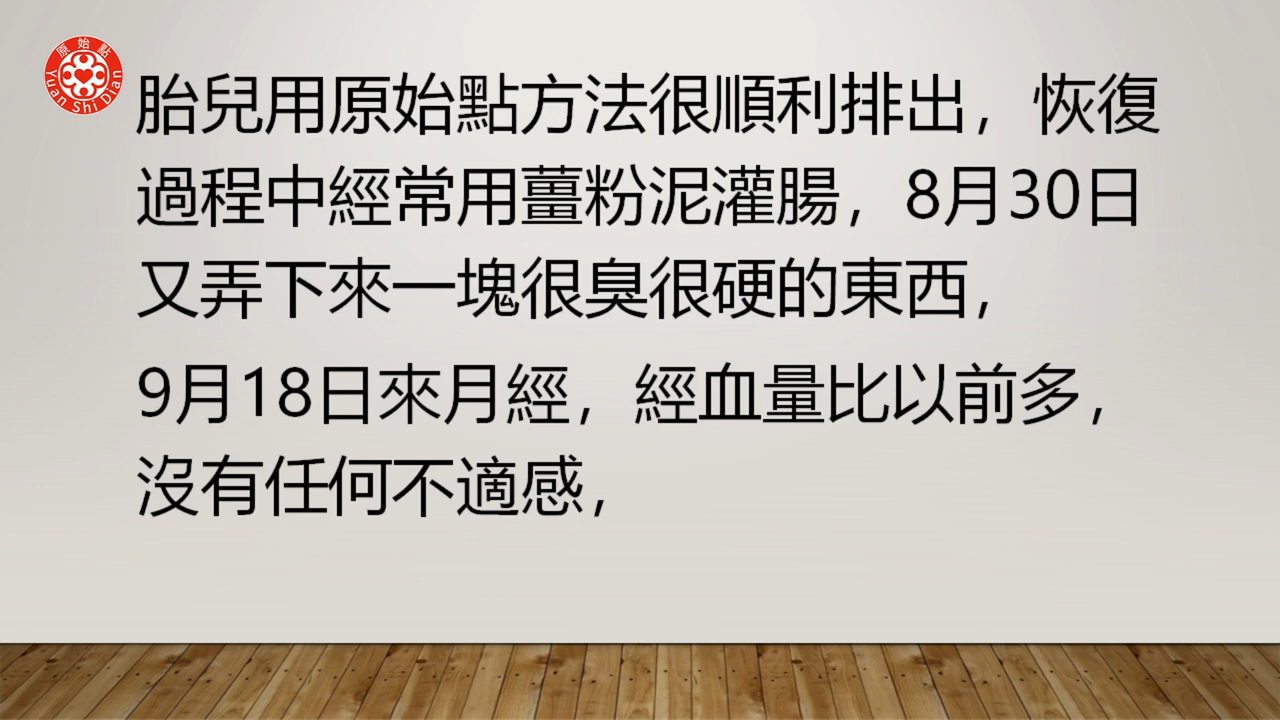 原始點
Yuan Shi Dian
胎兒用原始點方法很順利排出，恢復
過程中經常用薑粉泥灌腸，8月30日
又弄下來一塊很臭很硬的東西，
9月18日來月經，經血量比以前多，
沒有任何不適感，